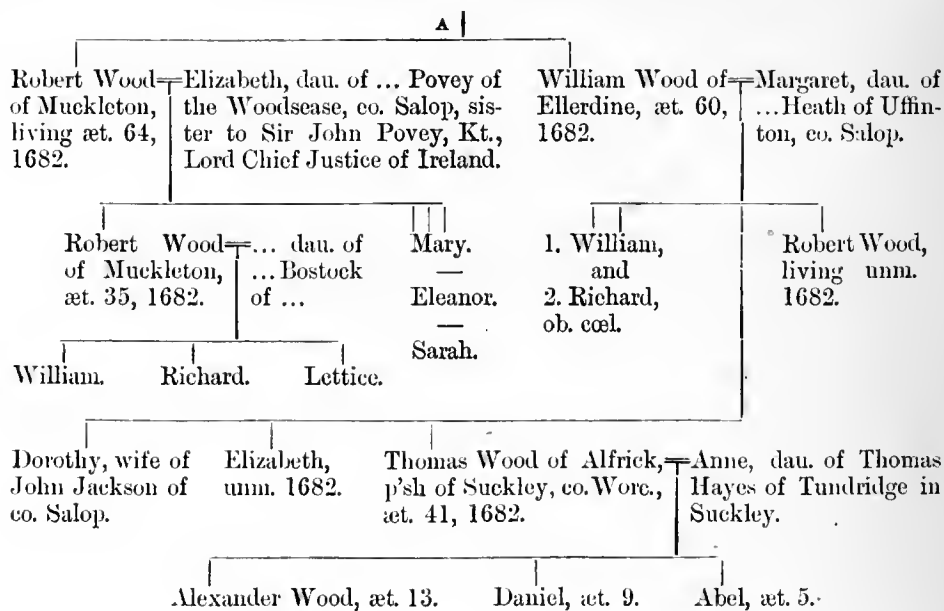 A
Robert Wood
of Muckleton,
living æt. 64,
1682.
Elizabeth, dau. of ... Povey of
the Woodsease, co. Salop, sis-
ter to Sir John Povey, Kt.,
Lord Chief Justice of Ireland.
William Wood of
Ellerdine, æt. 60,
1682.
Margaret, dau. of
...Heath of Uffin-
ton, co. Salop.
Robert Wood
of Muckleton,
æt. 35, 1682.
... dau. of
...Bostock
of ...
Mary.
—
Eleanor.
—
Sarah.
1. William,
and
2. Richard,
ob. cœl.
Robert Wood,
living unm.
1682.
William.
Richard.
Lettice.
Dorothy, wife of
John Jackson of
co. Salop.
Elizabeth,
unm. 1682.
Thomas Wood of Alfrick,
p'sh of Suckley, co. Worc.,
æt. 41, 1682.
Anne, dau. of Thomas
Hayes of Tundridge in
Suckley.
Alexander Wood, æt. 13.
Daniel, æt. 9.
Abel, æt. 5.